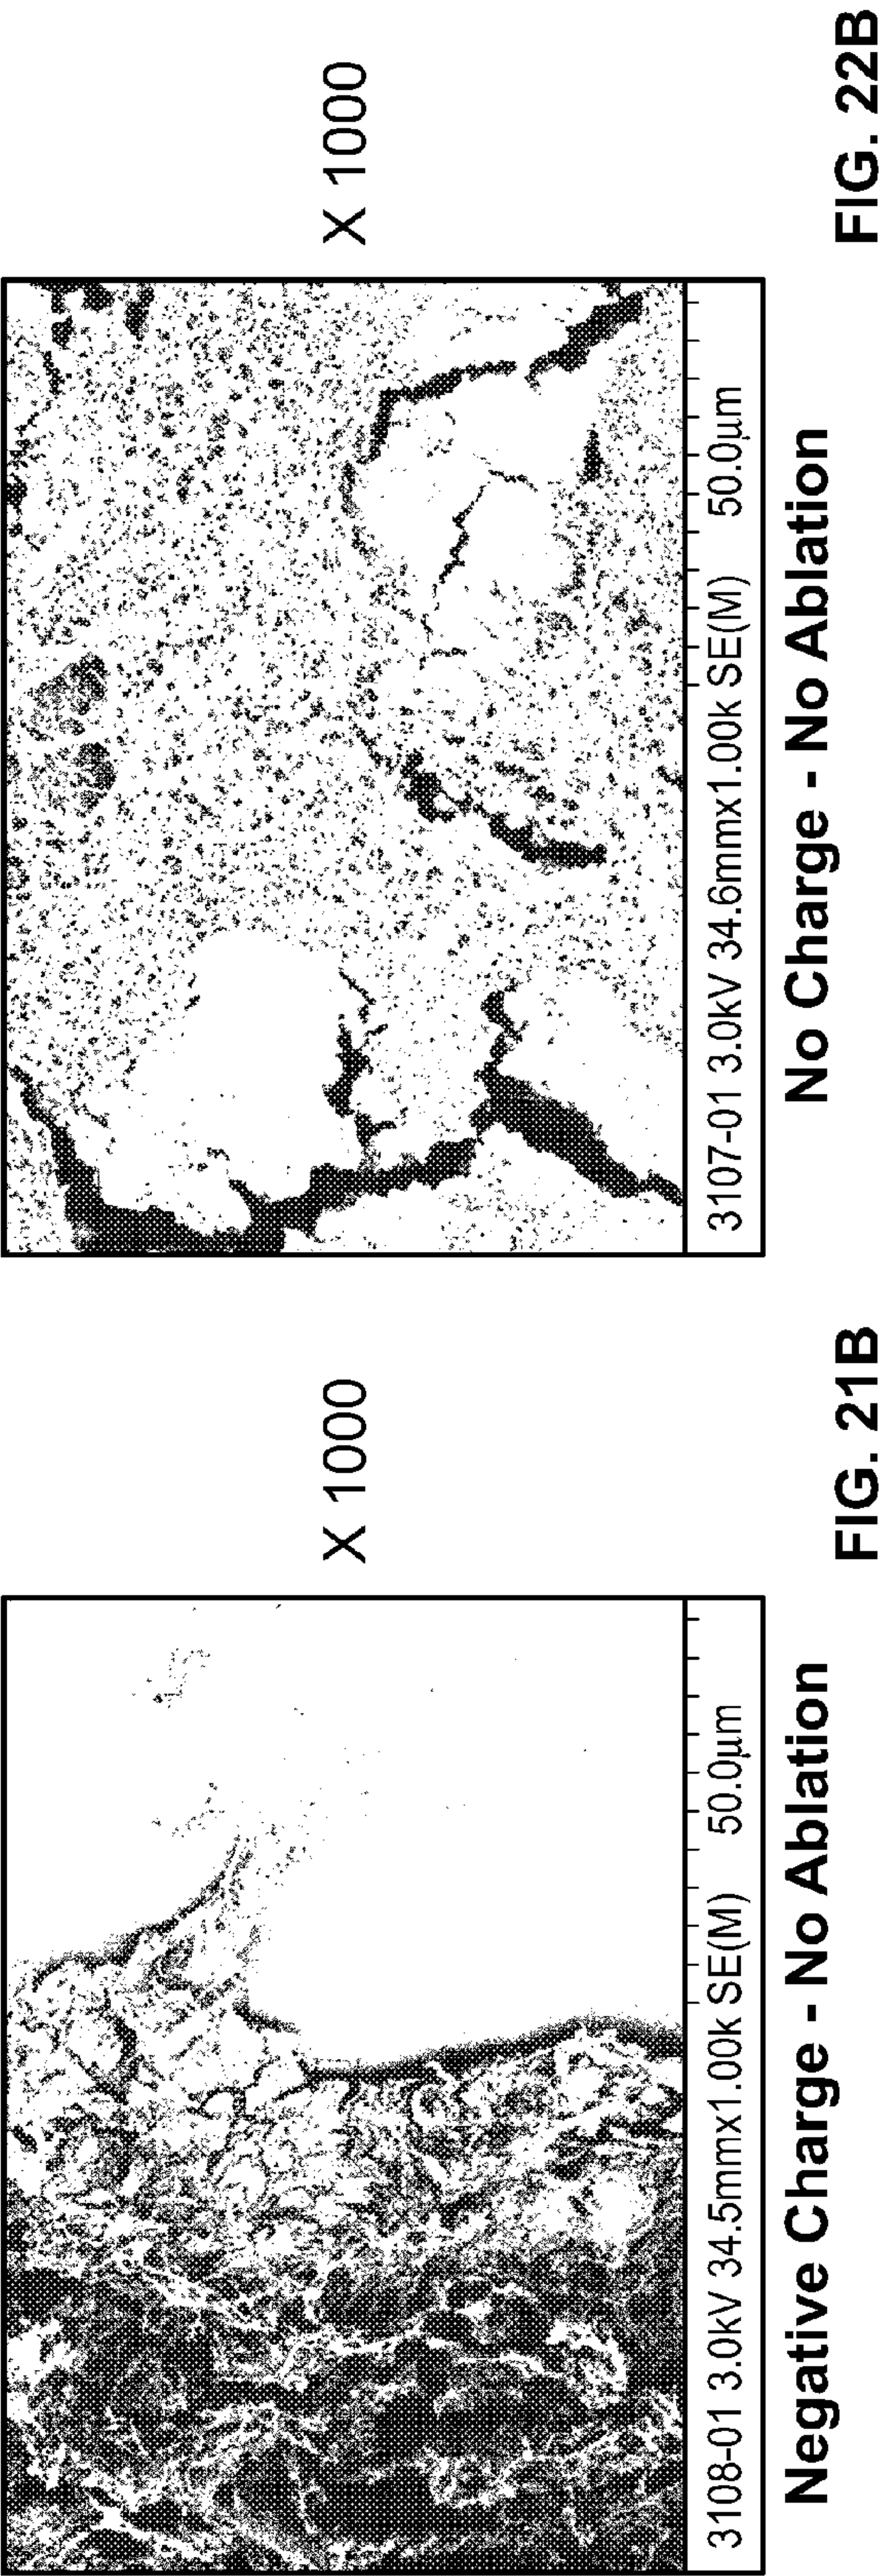 X 1000
3108-01 3.0kV 34.5mmx1.00k SE(M) 50.0µm
Negative Charge - No Ablation
FIG. 21B
X 1000
3107-01 3.0kV 34.6mmx1.00k SE(M) 50.0µm
No Charge - No Ablation
FIG. 22B